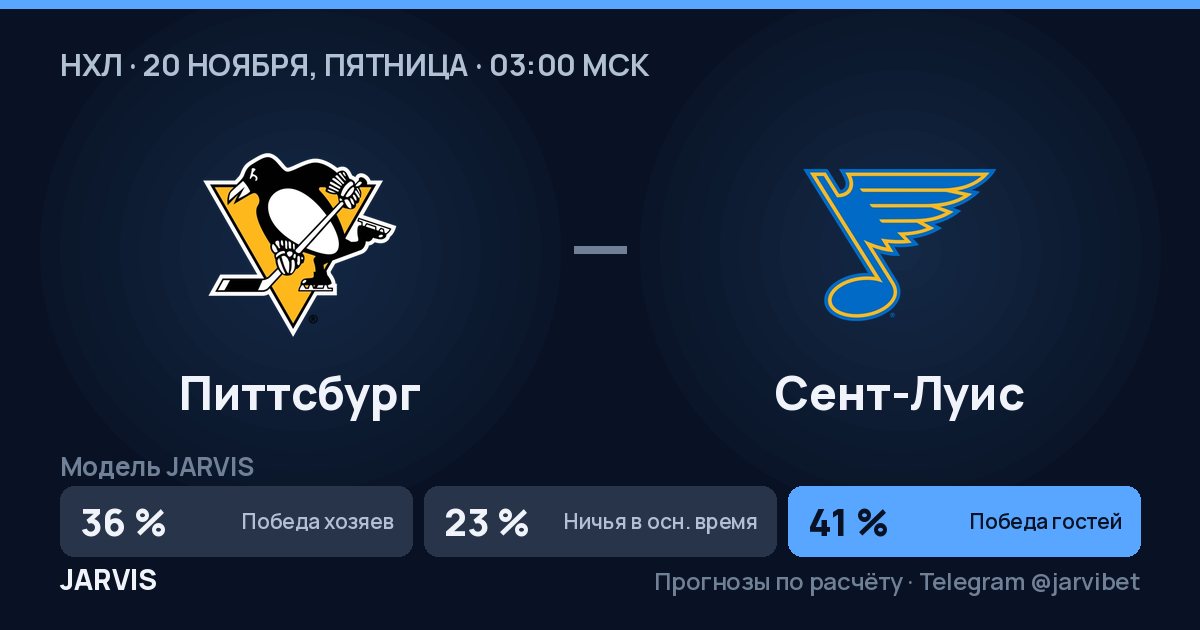 НХЛ · 20 НОЯБРЯ, ПЯТНИЦА · 03:00 МСК
–
Питтсбург
Сент-Луис
Модель JARVIS
36 % Победа хозяев
23 % Ничья в осн. время
41 % Победа гостей
JARVIS
Прогнозы по расчёту · Telegram @jarvibet